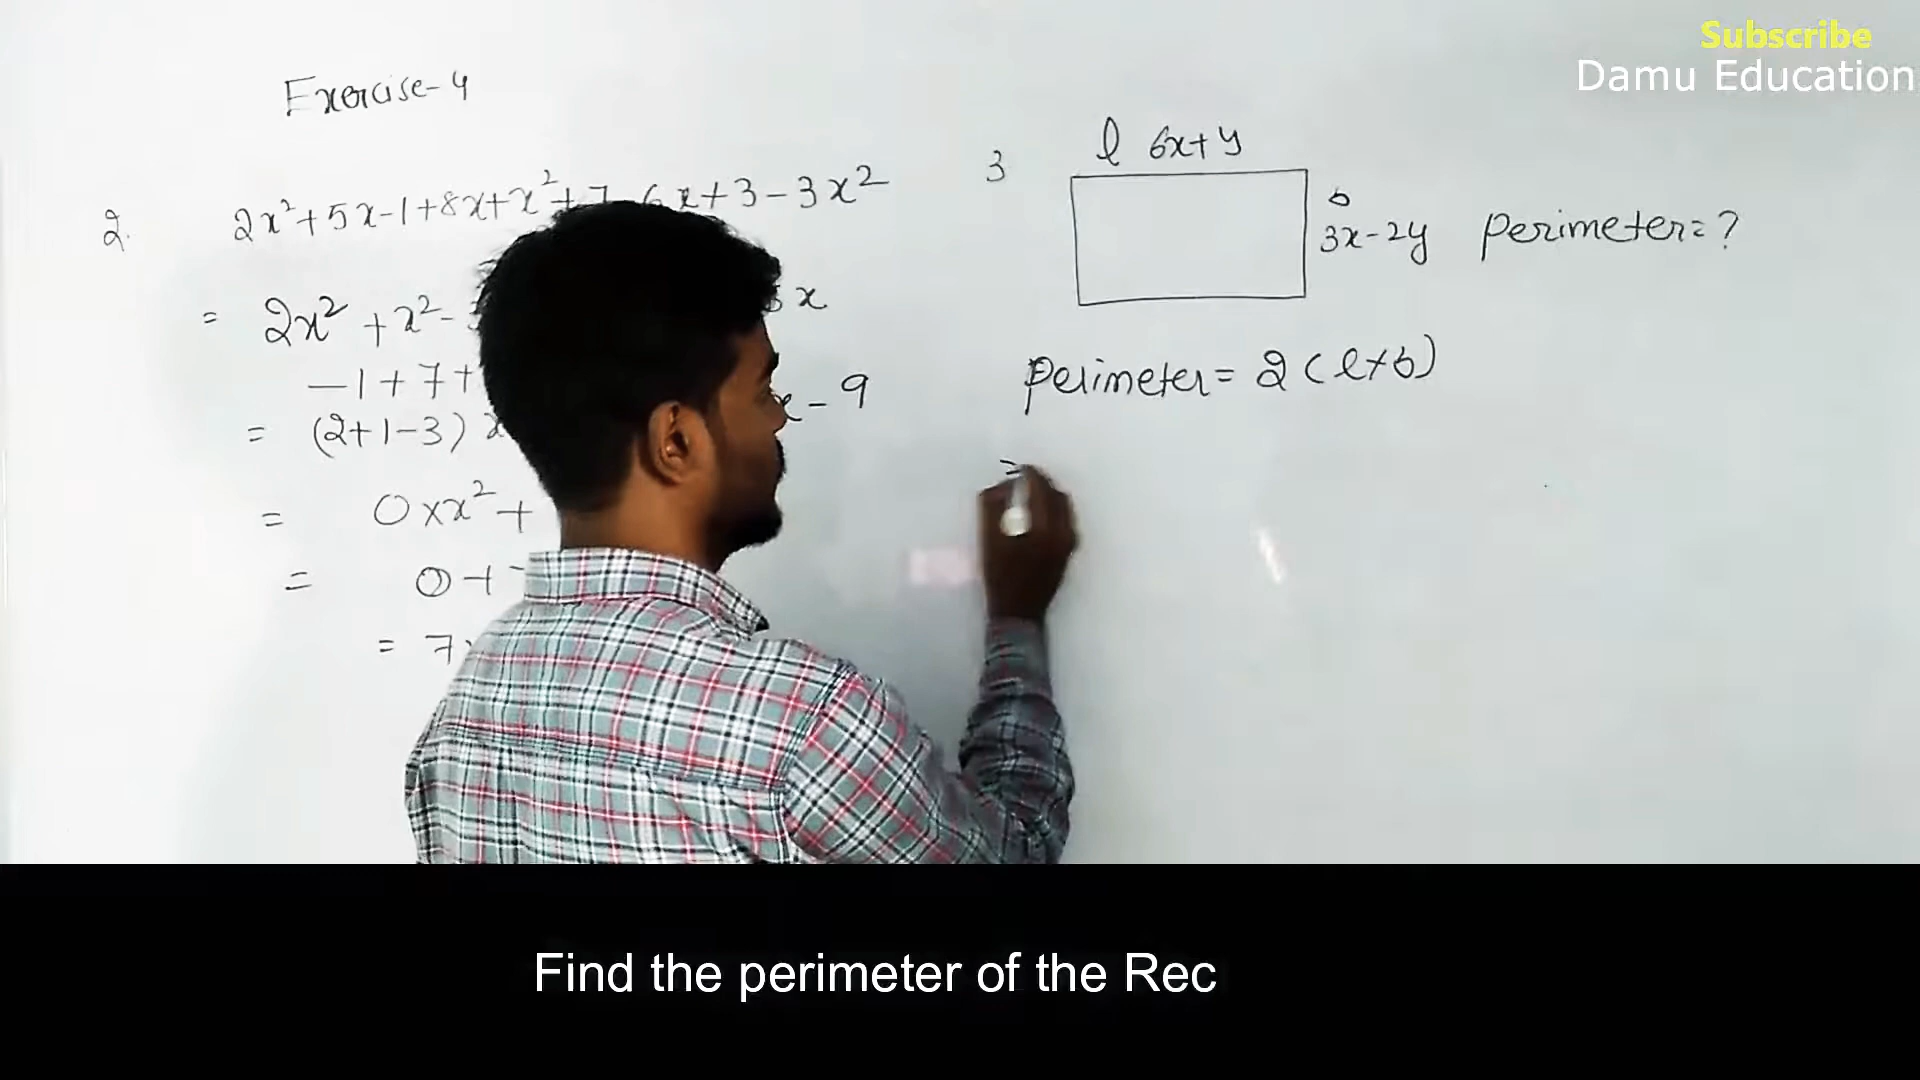 Subscribe
Damu Education
Exercise-4
2. 2x²+5x-1+8x+x²+7-6x+3-3x²
= 2x²+x²-
-1+7+
= (2+1-3)
-9
= 0xx²+
= 0+
= 7
3 l 6x+y
b
3x-2y perimeter=?
perimeter= 2(l+b)
=
Find the perimeter of the Rec